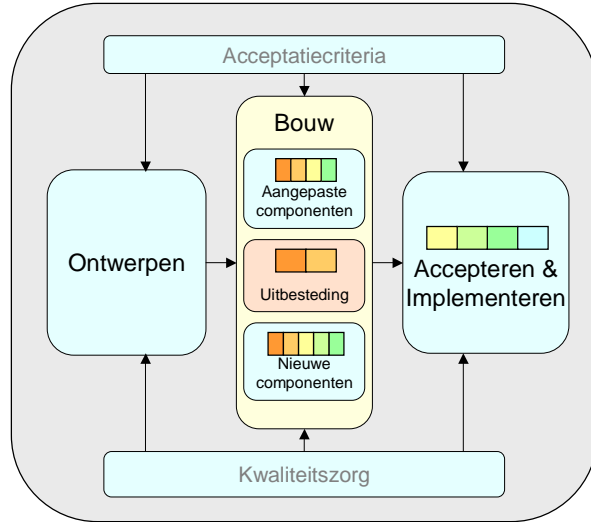 Acceptatiecriteria
Bouw
Aangepaste
componenten
Ontwerpen
Uitbesteding
Accepteren &
Implementeren
Nieuwe
componenten
Kwaliteitszorg